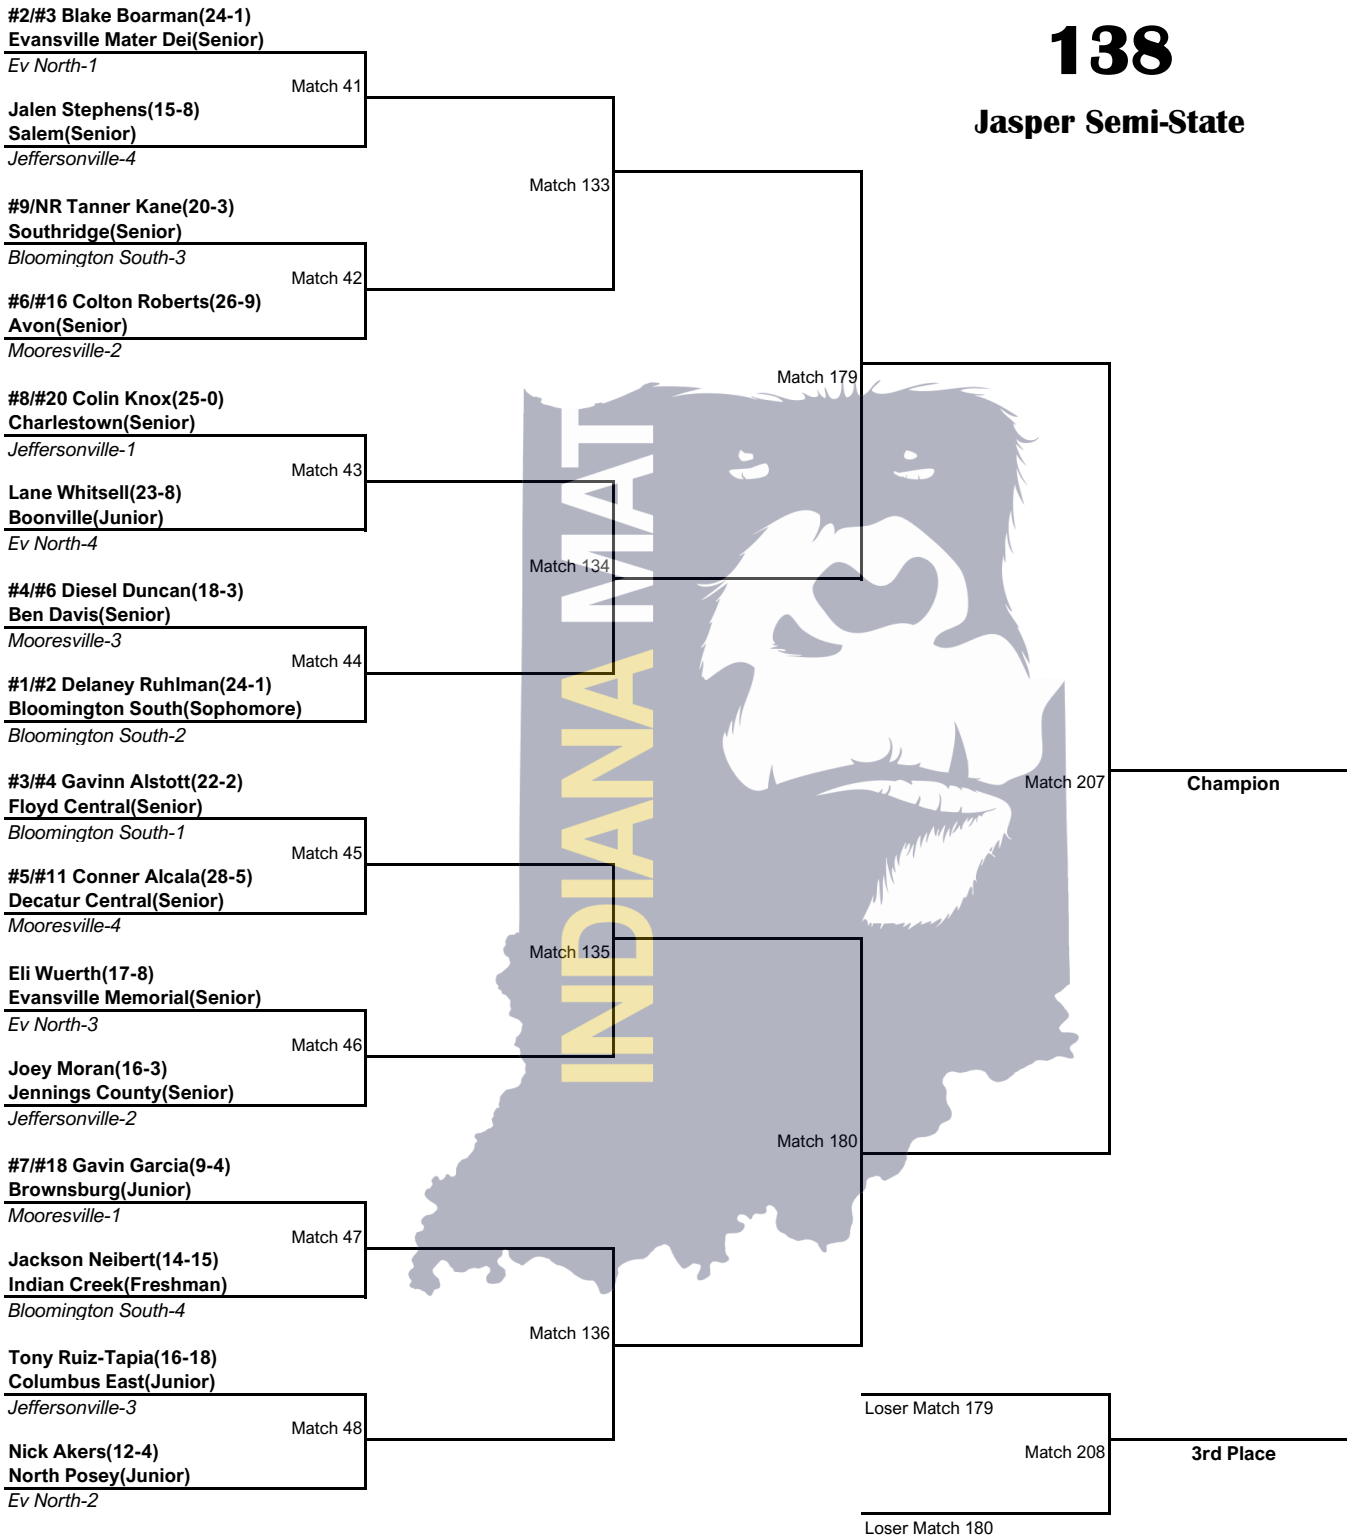 138
Jasper Semi-State
#2/#3 Blake Boarman(24-1)
Evansville Mater Dei(Senior)
Ev North-1
Match 41
Jalen Stephens(15-8)
Salem(Senior)
Jeffersonville-4
Match 133
#9/NR Tanner Kane(20-3)
Southridge(Senior)
Bloomington South-3
Match 42
#6/#16 Colton Roberts(26-9)
Avon(Senior)
Mooresville-2
Match 179
#8/#20 Colin Knox(25-0)
Charlestown(Senior)
Jeffersonville-1
Match 43
Lane Whitsell(23-8)
Boonville(Junior)
Ev North-4
Match 134
#4/#6 Diesel Duncan(18-3)
Ben Davis(Senior)
Mooresville-3
Match 44
#1/#2 Delaney Ruhlman(24-1)
Bloomington South(Sophomore)
Bloomington South-2
INDIANA MAT
Match 207
Champion
#3/#4 Gavinn Alstott(22-2)
Floyd Central(Senior)
Bloomington South-1
Match 45
#5/#11 Conner Alcala(28-5)
Decatur Central(Senior)
Mooresville-4
Match 135
Eli Wuerth(17-8)
Evansville Memorial(Senior)
Ev North-3
Match 46
Joey Moran(16-3)
Jennings County(Senior)
Jeffersonville-2
Match 180
#7/#18 Gavin Garcia(9-4)
Brownsburg(Junior)
Mooresville-1
Match 47
Jackson Neibert(14-15)
Indian Creek(Freshman)
Bloomington South-4
Match 136
Tony Ruiz-Tapia(16-18)
Columbus East(Junior)
Jeffersonville-3
Match 48
Nick Akers(12-4)
North Posey(Junior)
Ev North-2
Loser Match 179
Match 208
3rd Place
Loser Match 180